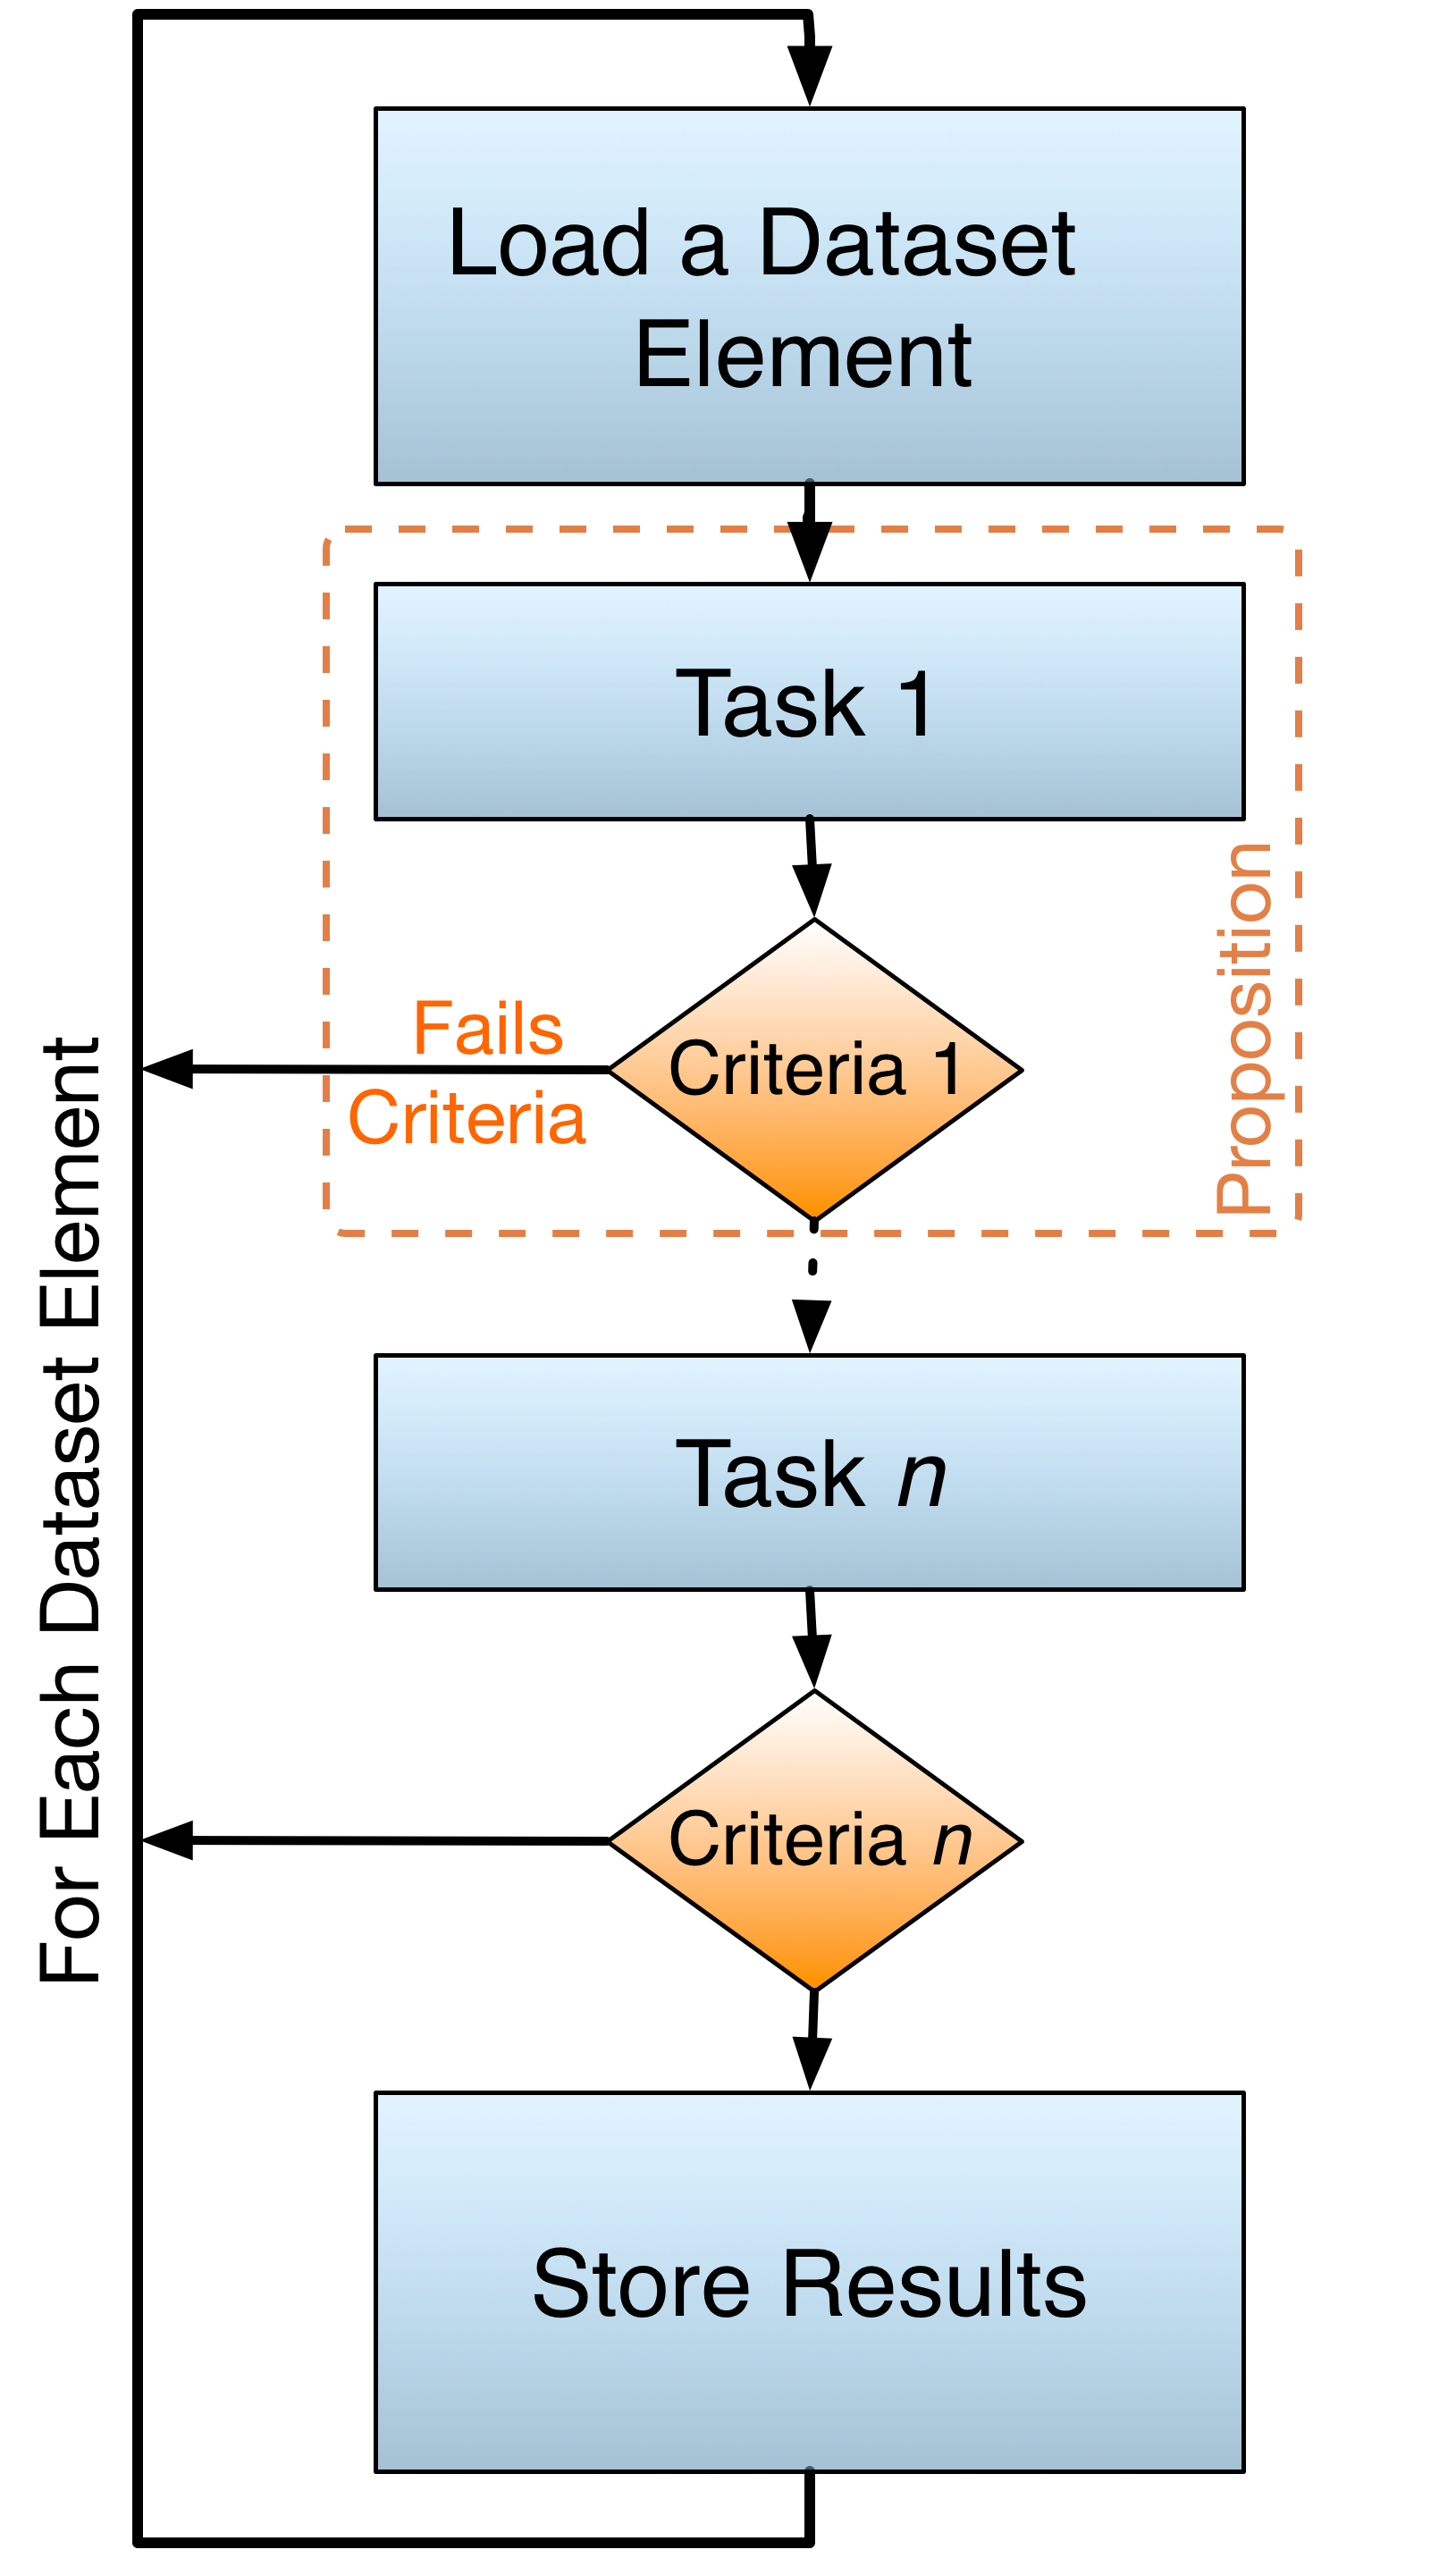 Load a Dataset
Element
Task 1
Proposition
Criteria 1
Fails
Criteria
For Each Dataset Element
Task n
Criteria n
Store Results